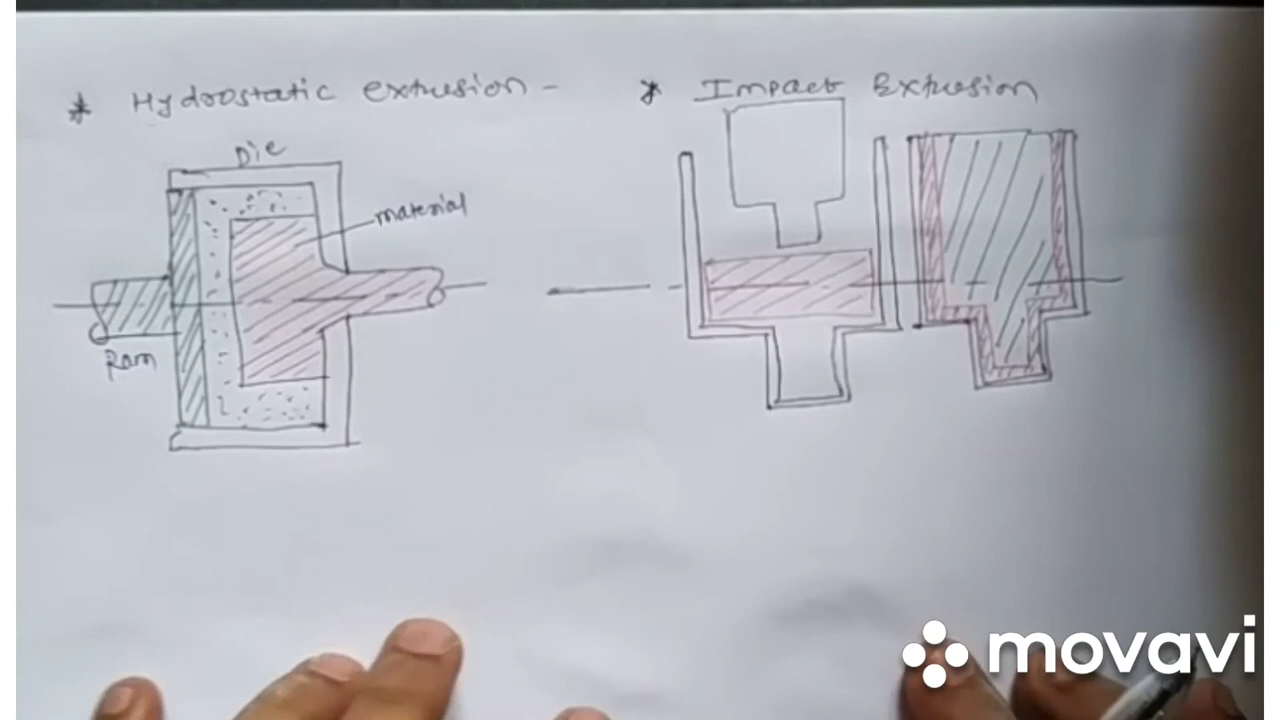 * Hydrostatic extrusion -
Die
material
Ram
* Impact Extrusion
movavi